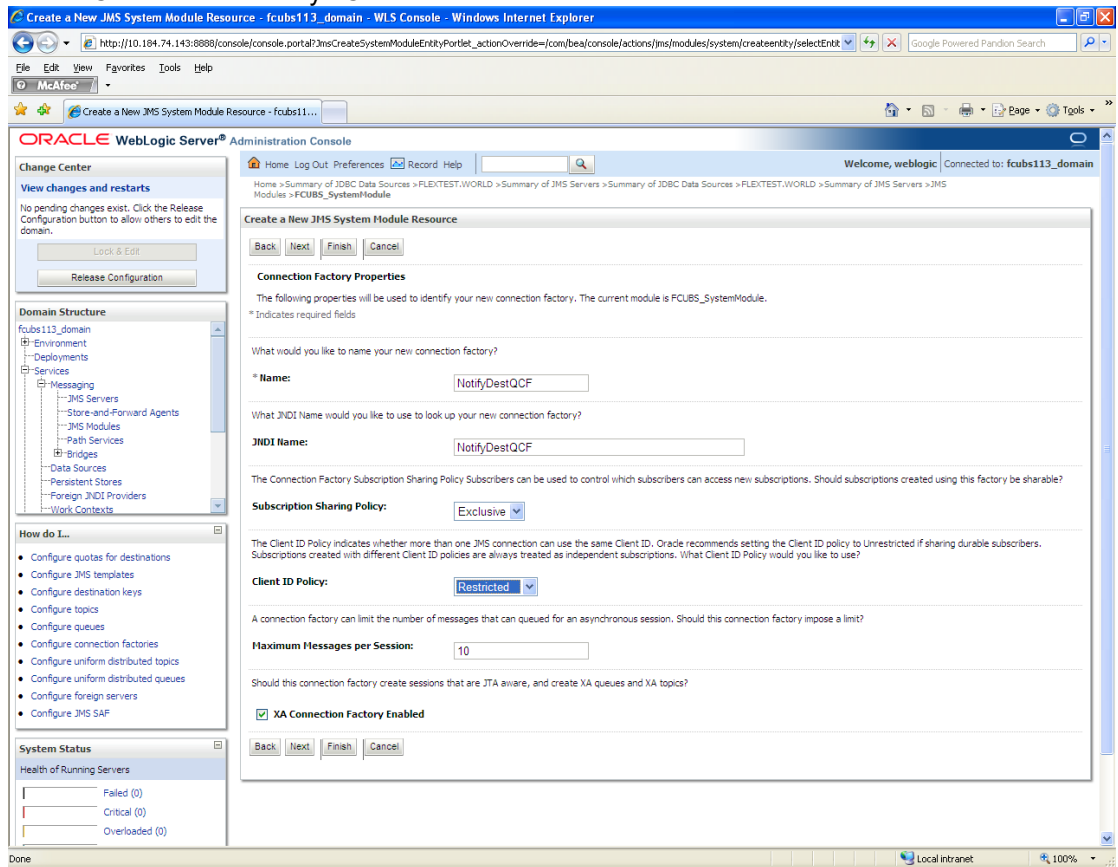 Create a New JMS System Module Resource - fcubs113_domain - WLS Console - Windows Internet Explorer
http://10.184.74.143:8888/console/console.portal?JmsCreateSystemModuleEntityPortlet_actionOverride=/com/bea/console/actions/jms/modules/system/createentity/selectEntit
Google Powered Pandion Search
File Edit View Favorites Tools Help
McAfee
Create a New JMS System Module Resource - fcubs11...
Page Tools
ORACLE WebLogic Server® Administration Console
Change Center
View changes and restarts
No pending changes exist. Click the Release
Configuration button to allow others to edit the
domain.
Lock & Edit
Release Configuration
Domain Structure
fcubs113_domain
Environment
Deployments
Services
Messaging
JMS Servers
Store-and-Forward Agents
JMS Modules
Path Services
Bridges
Data Sources
Persistent Stores
Foreign JNDI Providers
Work Contexts
How do I...
Configure quotas for destinations
Configure JMS templates
Configure destination keys
Configure topics
Configure queues
Configure connection factories
Configure uniform distributed topics
Configure uniform distributed queues
Configure foreign servers
Configure JMS SAF
System Status
Health of Running Servers
Failed (0)
Critical (0)
Overloaded (0)
Home Log Out Preferences Record Help
Welcome, weblogic Connected to: fcubs113_domain
Home >Summary of JDBC Data Sources >FLEXTEST.WORLD >Summary of JMS Servers >Summary of JDBC Data Sources >FLEXTEST.WORLD >Summary of JMS Servers >JMS
Modules >FCUBS_SystemModule
Create a New JMS System Module Resource
Back Next Finish Cancel
Connection Factory Properties
The following properties will be used to identify your new connection factory. The current module is FCUBS_SystemModule.
* Indicates required fields
What would you like to name your new connection factory?
* Name: NotifyDestQCF
What JNDI Name would you like to use to look up your new connection factory?
JNDI Name: NotifyDestQCF
The Connection Factory Subscription Sharing Policy Subscribers can be used to control which subscribers can access new subscriptions. Should subscriptions created using this factory be sharable?
Subscription Sharing Policy: Exclusive
The Client ID Policy indicates whether more than one JMS connection can use the same Client ID. Oracle recommends setting the Client ID policy to Unrestricted if sharing durable subscribers.
Subscriptions created with different Client ID policies are always treated as independent subscriptions. What Client ID Policy would you like to use?
Client ID Policy: Restricted
A connection factory can limit the number of messages that can queued for an asynchronous session. Should this connection factory impose a limit?
Maximum Messages per Session: 10
Should this connection factory create sessions that are JTA aware, and create XA queues and XA topics?
XA Connection Factory Enabled
Back Next Finish Cancel
Done
Local intranet
100%